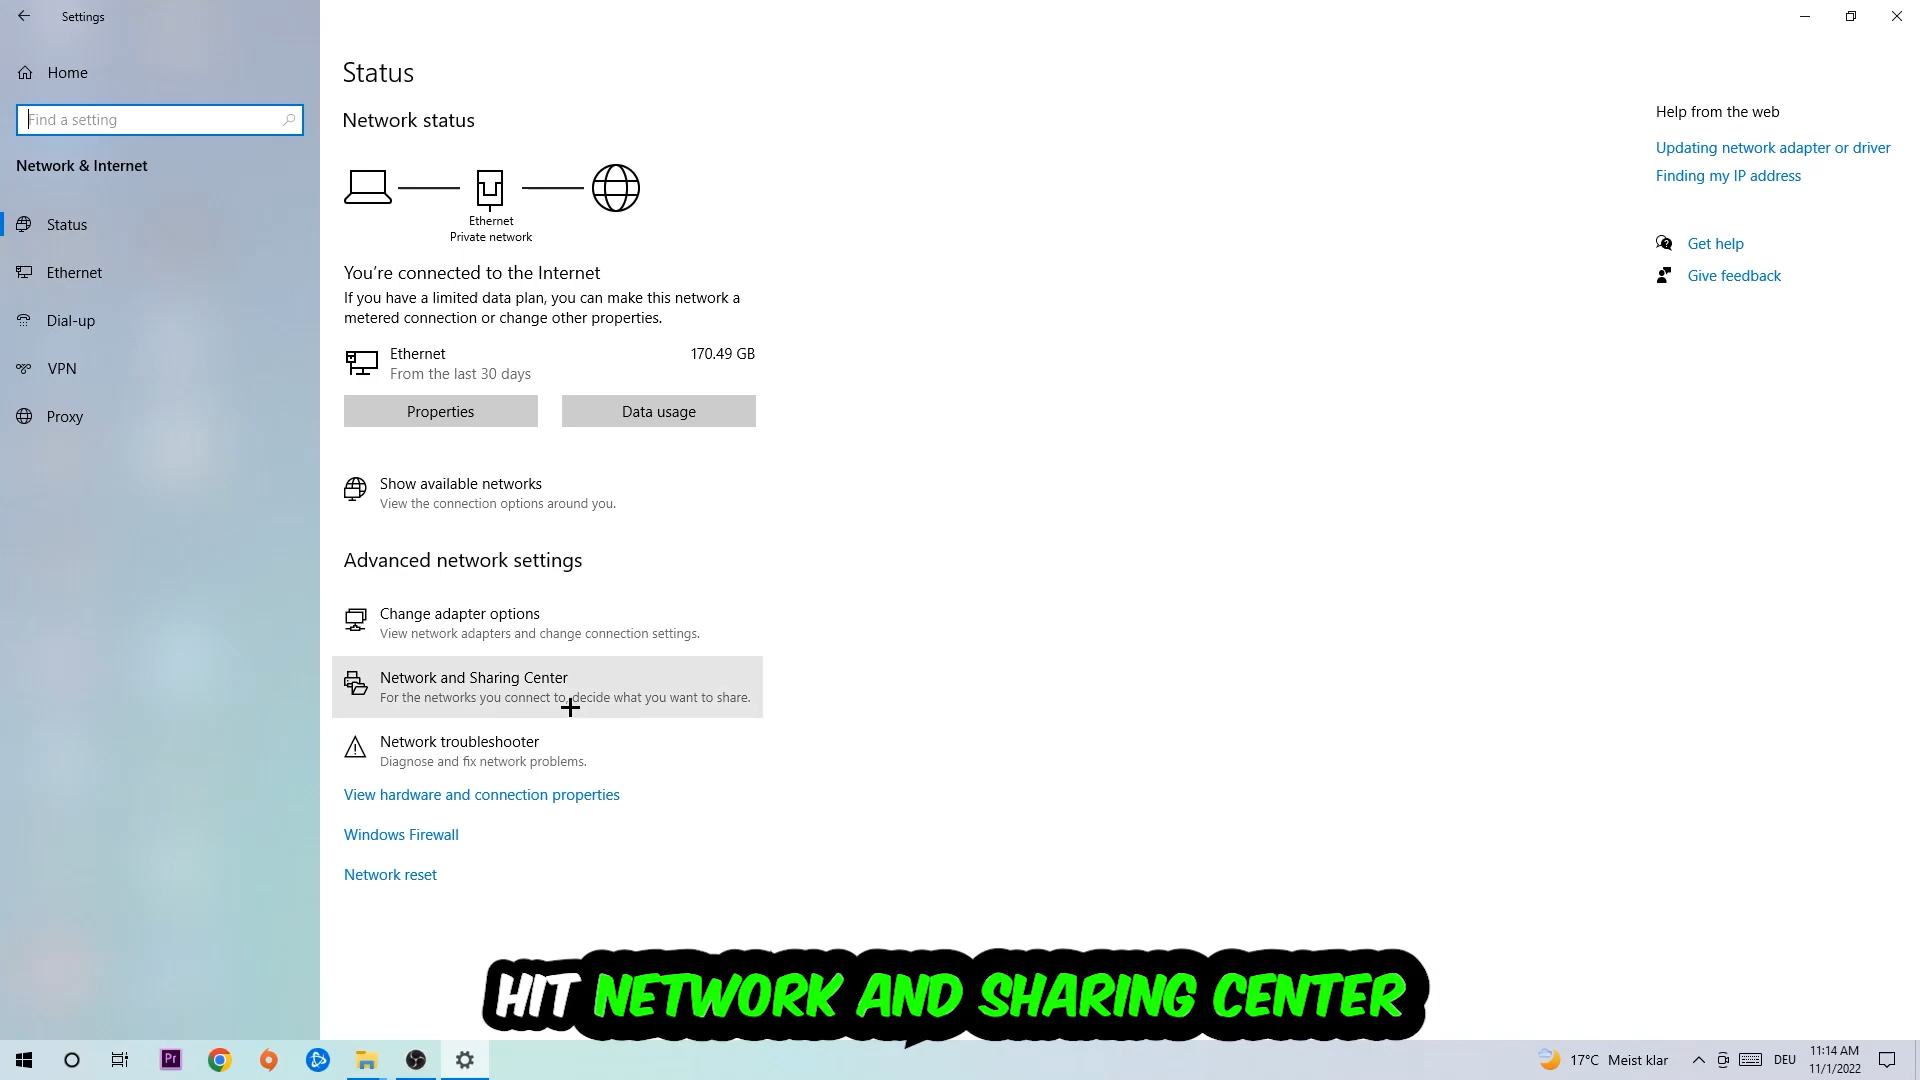 Settings
Home
Find a setting
Network & Internet
Status
Ethernet
Dial-up
VPN
Proxy
Status
Network status
Ethernet
Private network
You're connected to the Internet
If you have a limited data plan, you can make this network a
metered connection or change other properties.
Ethernet
170.49 GB
From the last 30 days
Properties
Data usage
Show available networks
View the connection options around you.
Advanced network settings
Change adapter options
View network adapters and change connection settings.
Network and Sharing Center
For the networks you connect to, decide what you want to share.
Network troubleshooter
Diagnose and fix network problems.
View hardware and connection properties
Windows Firewall
Network reset
Help from the web
Updating network adapter or driver
Finding my IP address
Get help
Give feedback
HIT NETWORK AND SHARING CENTER
Pr
17°C Meist klar
DEU
11:14 AM
11/1/2022